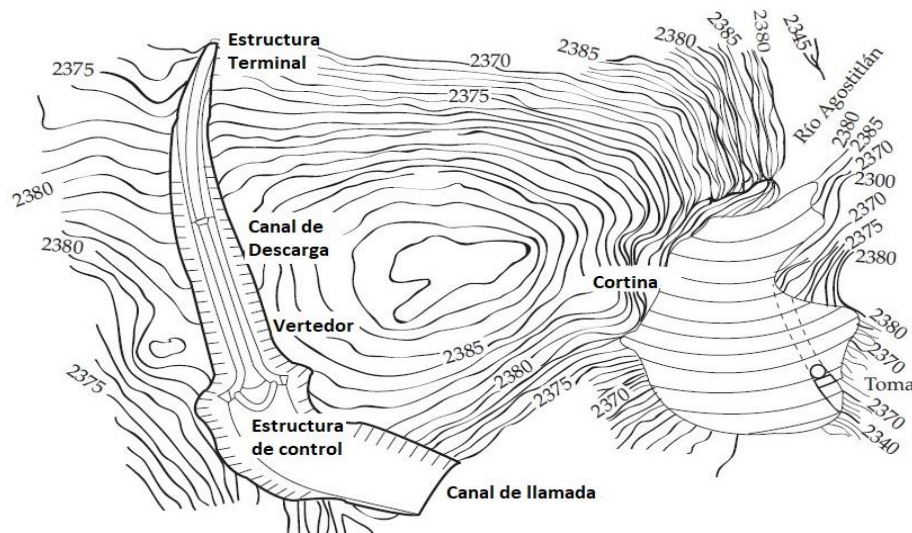 Estructura
Terminal
2375
2370
2385
2380
2385
2380
2345
Río Agostitlán
2375
2380
2385
2370
2300
2380
2370
2375
2380
2380
Canal de
Descarga
Cortina
Vertedor
2385
2380
2375
2370
2380
2370
Toma
2370
2340
2375
Estructura
de control
Canal de llamada